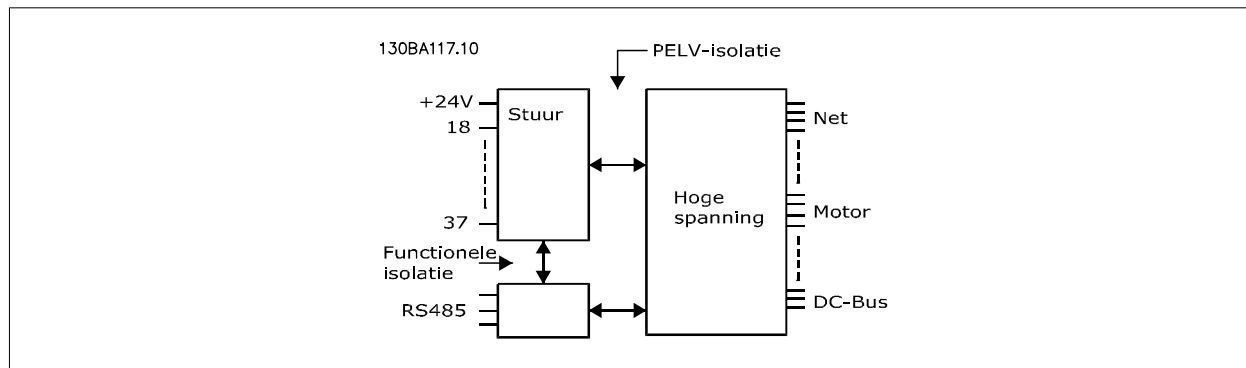 130BA117.10
PELV-isolatie
+24V
Stuur
18
Net
Hoge
spanning
Motor
37
Functionele
isolatie
RS485
DC-Bus